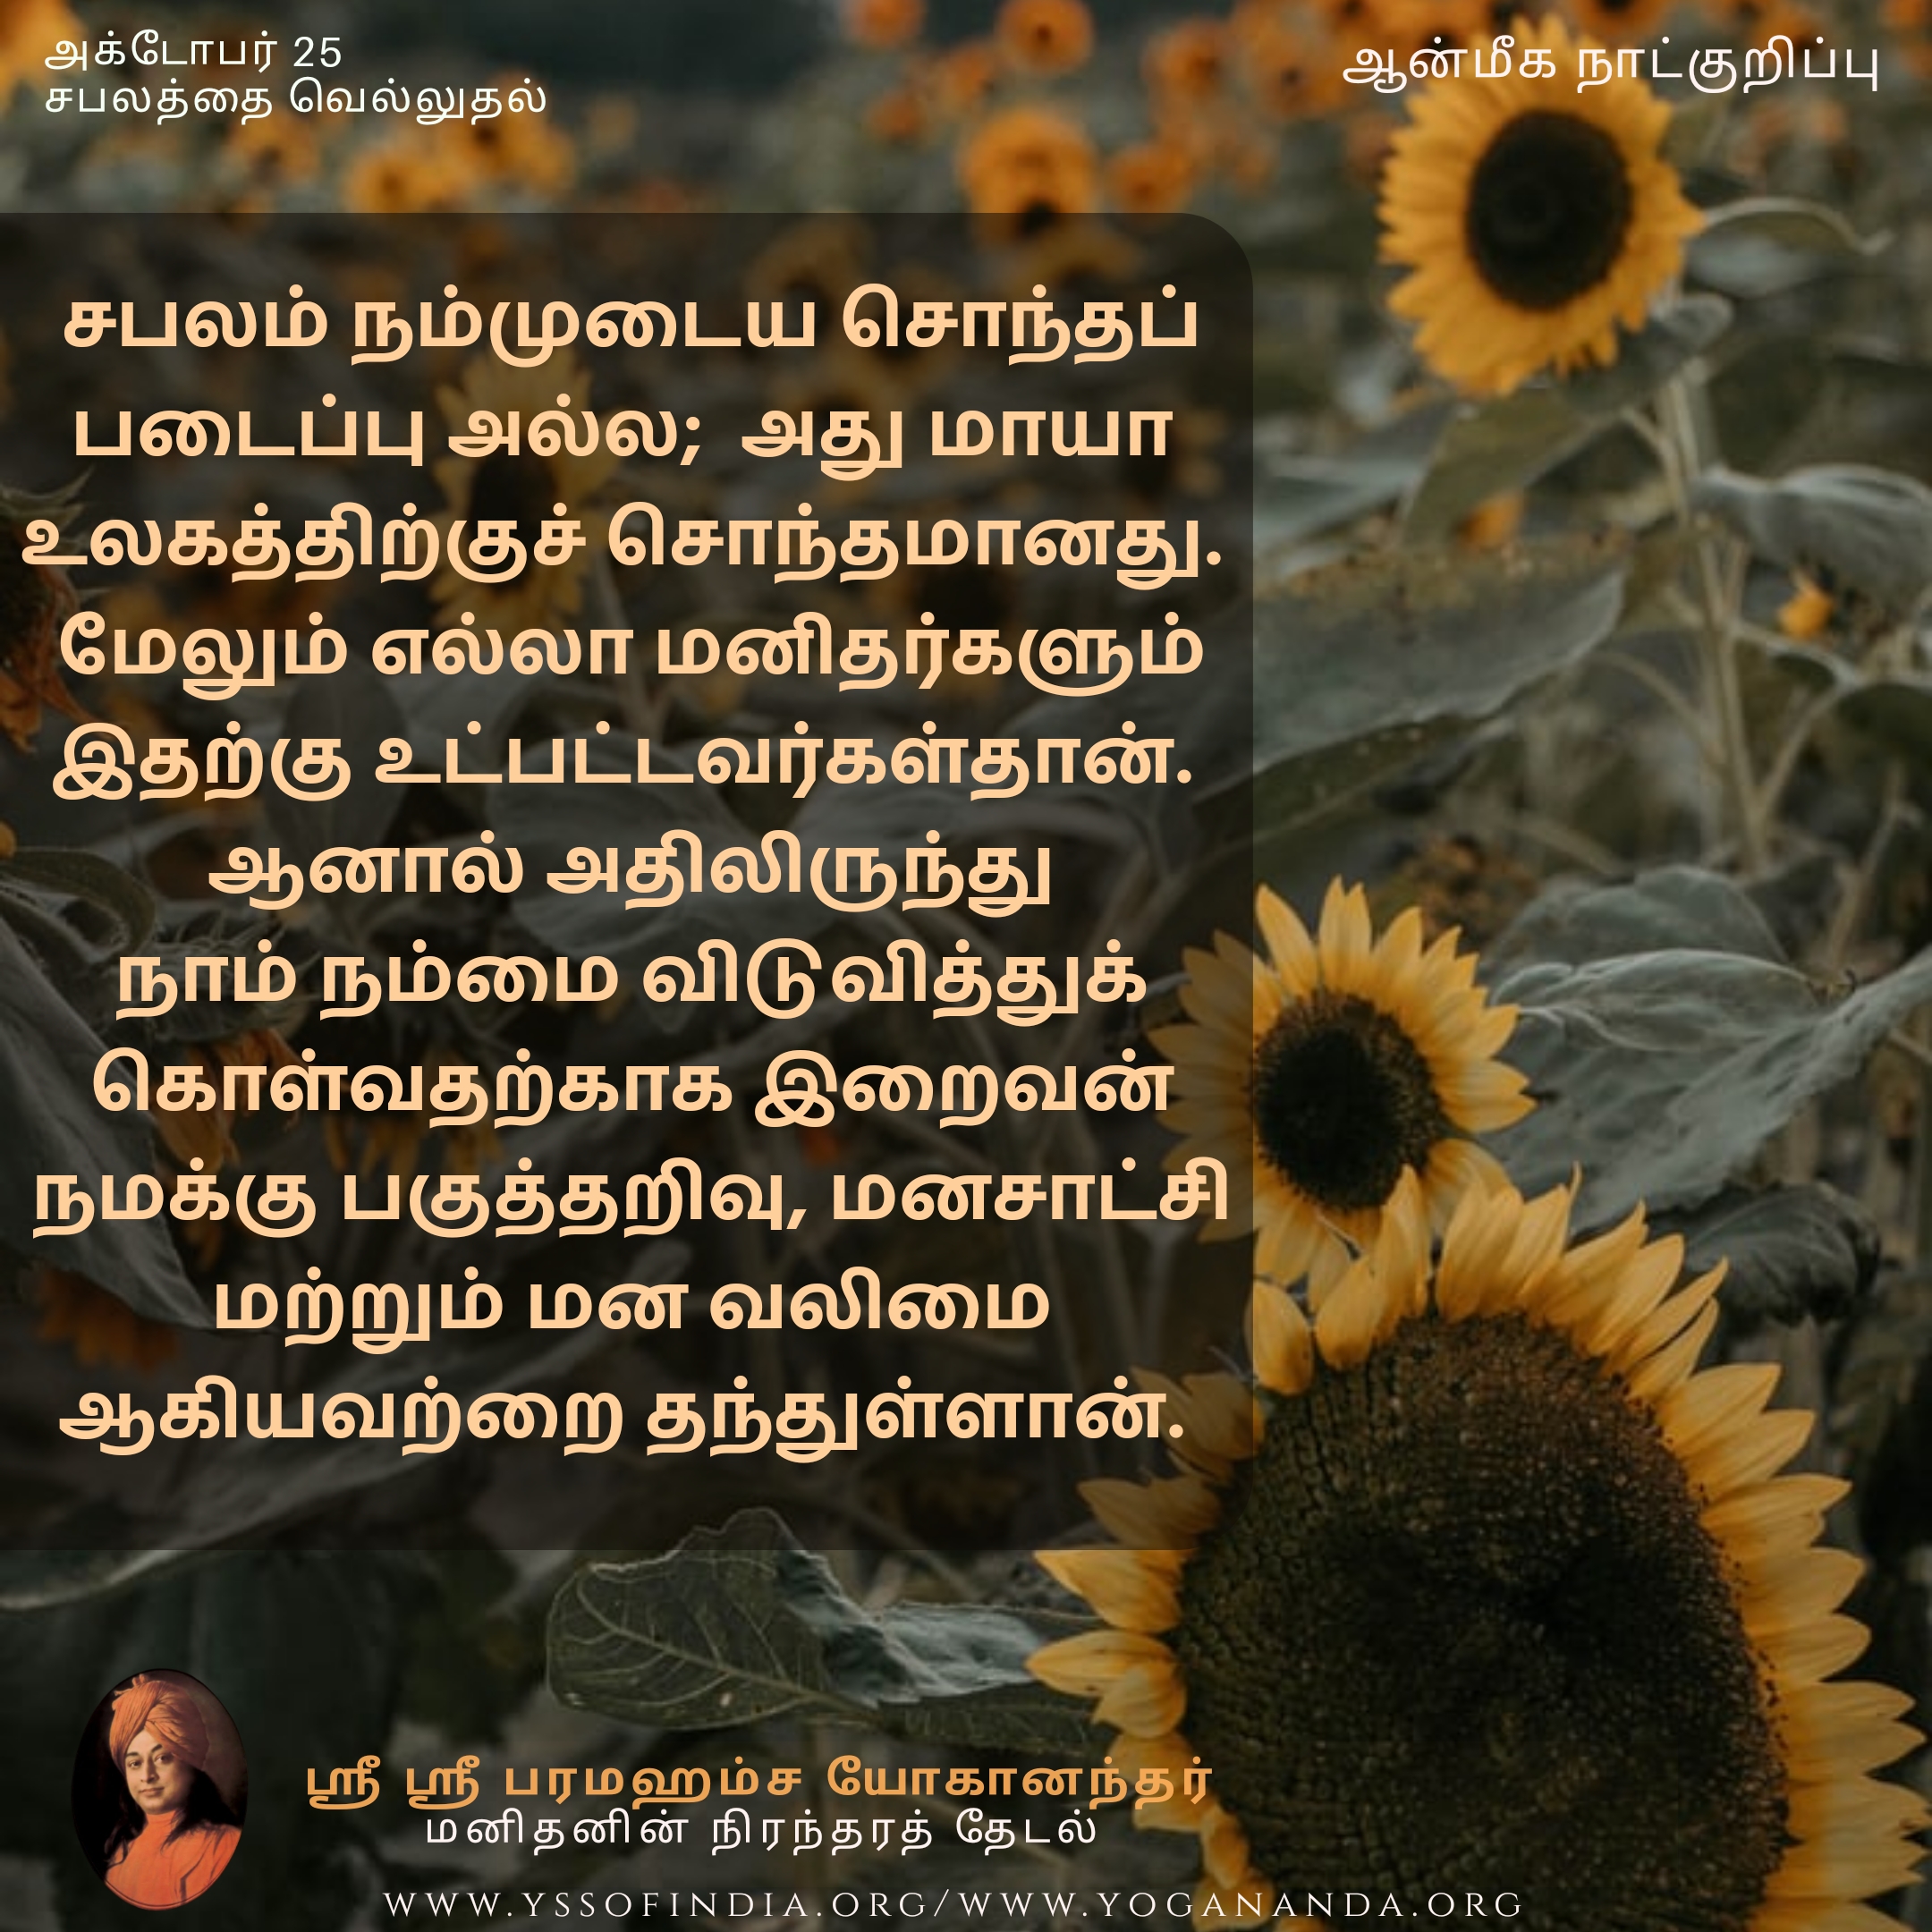 அக்டோபர் 25
சபலத்தை வெல்லுதல்
ஆன்மீக நாட்குறிப்பு
சபலம் நம்முடைய சொந்தப்
படைப்பு அல்ல; அது மாயா
உலகத்திற்குச் சொந்தமானது.
மேலும் எல்லா மனிதர்களும்
இதற்கு உட்பட்டவர்கள்தான்.
ஆனால் அதிலிருந்து
நாம் நம்மை விடுவித்துக்
கொள்வதற்காக இறைவன்
நமக்கு பகுத்தறிவு, மனசாட்சி
மற்றும் மன வலிமை
ஆகியவற்றை தந்துள்ளான்.
ஸ்ரீ ஸ்ரீ பரமஹம்ச யோகானந்தர்
மனிதனின் நிரந்தரத் தேடல்
WWW.YSSOFINDIA.ORG/WWW.YOGANANDA.ORG